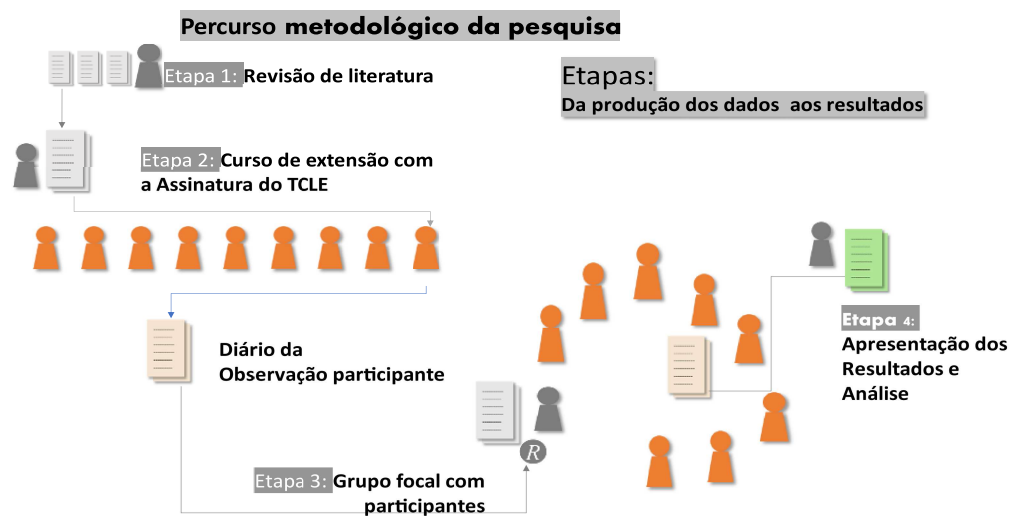 Percurso metodológico da pesquisa
Etapa 1: Revisão de literatura
Etapas:
Da produção dos dados aos resultados
Etapa 2: Curso de extensão com
a Assinatura do TCLE
Diário da
Observação participante
Etapa 3: Grupo focal com
participantes
R
Etapa 4:
Apresentação dos
Resultados e
Análise